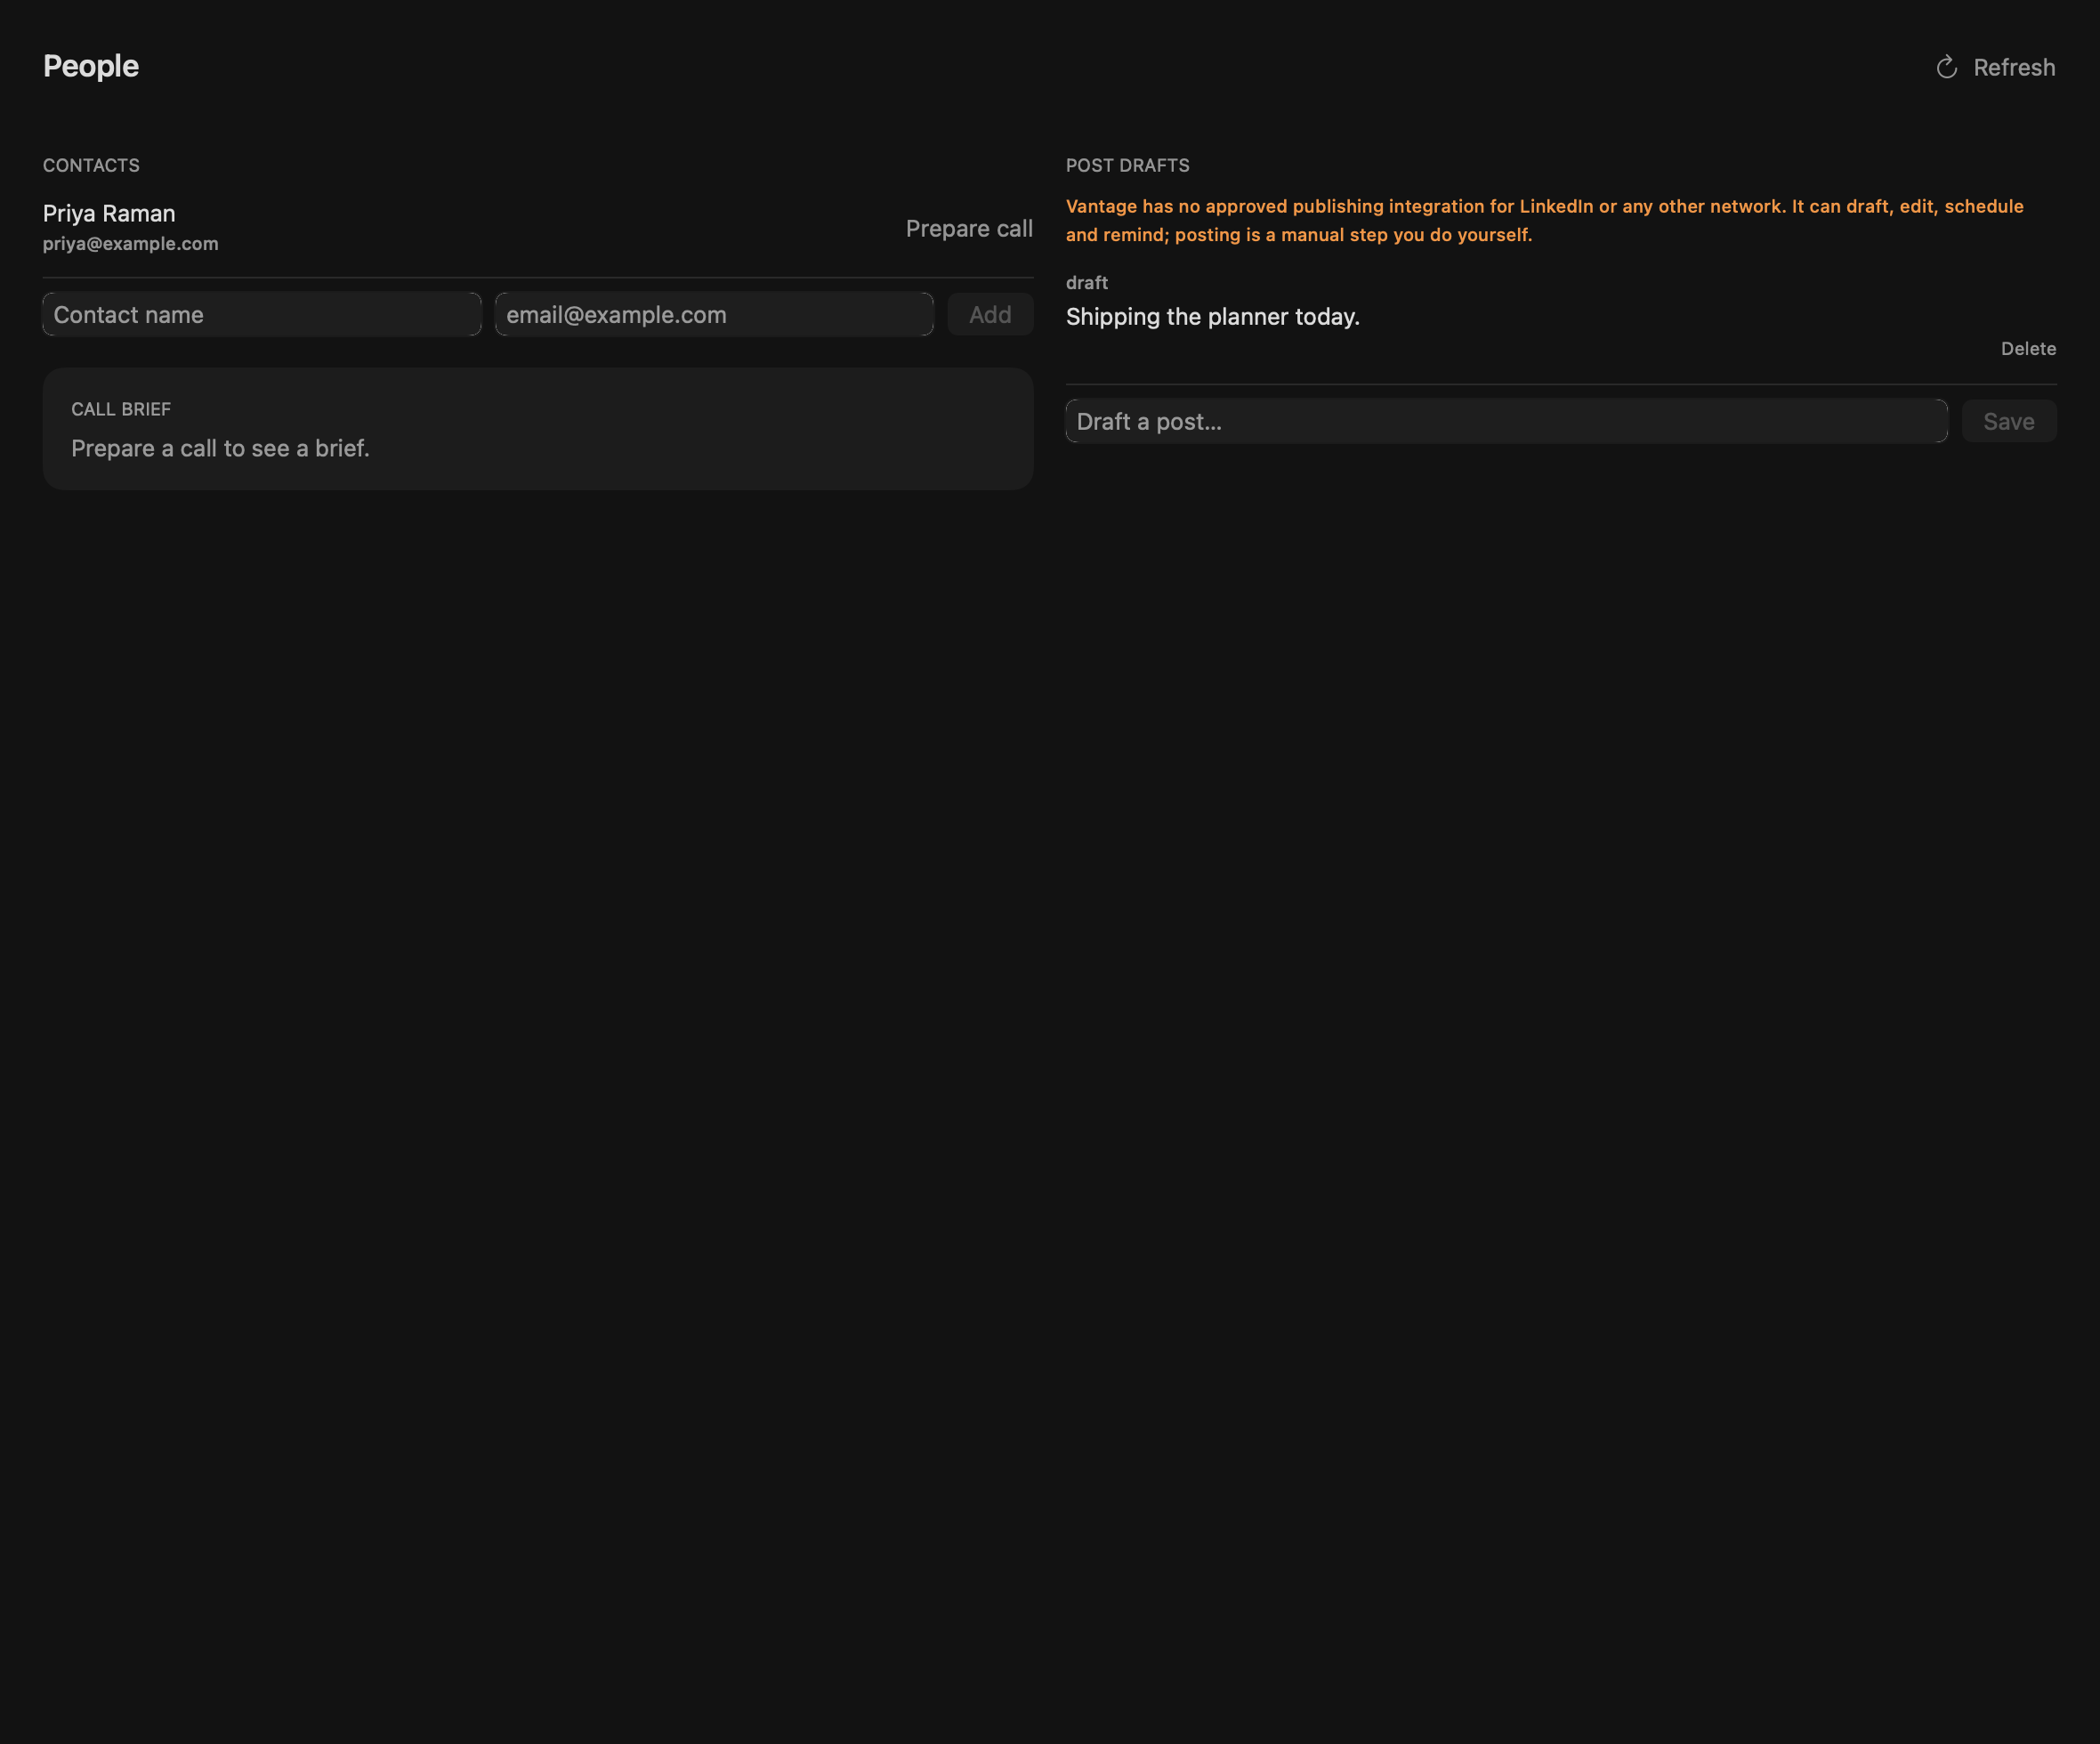 People
Refresh
CONTACTS
Priya Raman
priya@example.com
Prepare call
Contact name
email@example.com
Add
CALL BRIEF
Prepare a call to see a brief.
POST DRAFTS
Vantage has no approved publishing integration for LinkedIn or any other network. It can draft, edit, schedule
and remind; posting is a manual step you do yourself.
draft
Shipping the planner today.
Delete
Draft a post...
Save